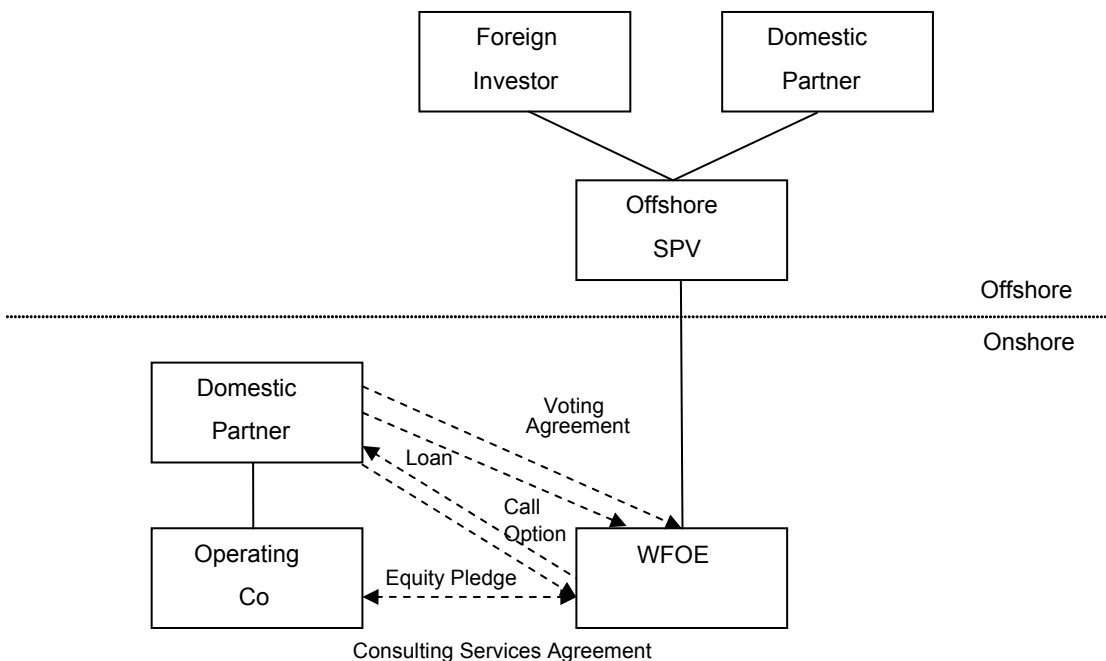 Foreign
Investor
Domestic
Partner
Offshore
SPV
Offshore
Onshore
Domestic
Partner
Voting
Agreement
Loan
Call
Option
Operating
Co
WFOE
Equity Pledge
Consulting Services Agreement